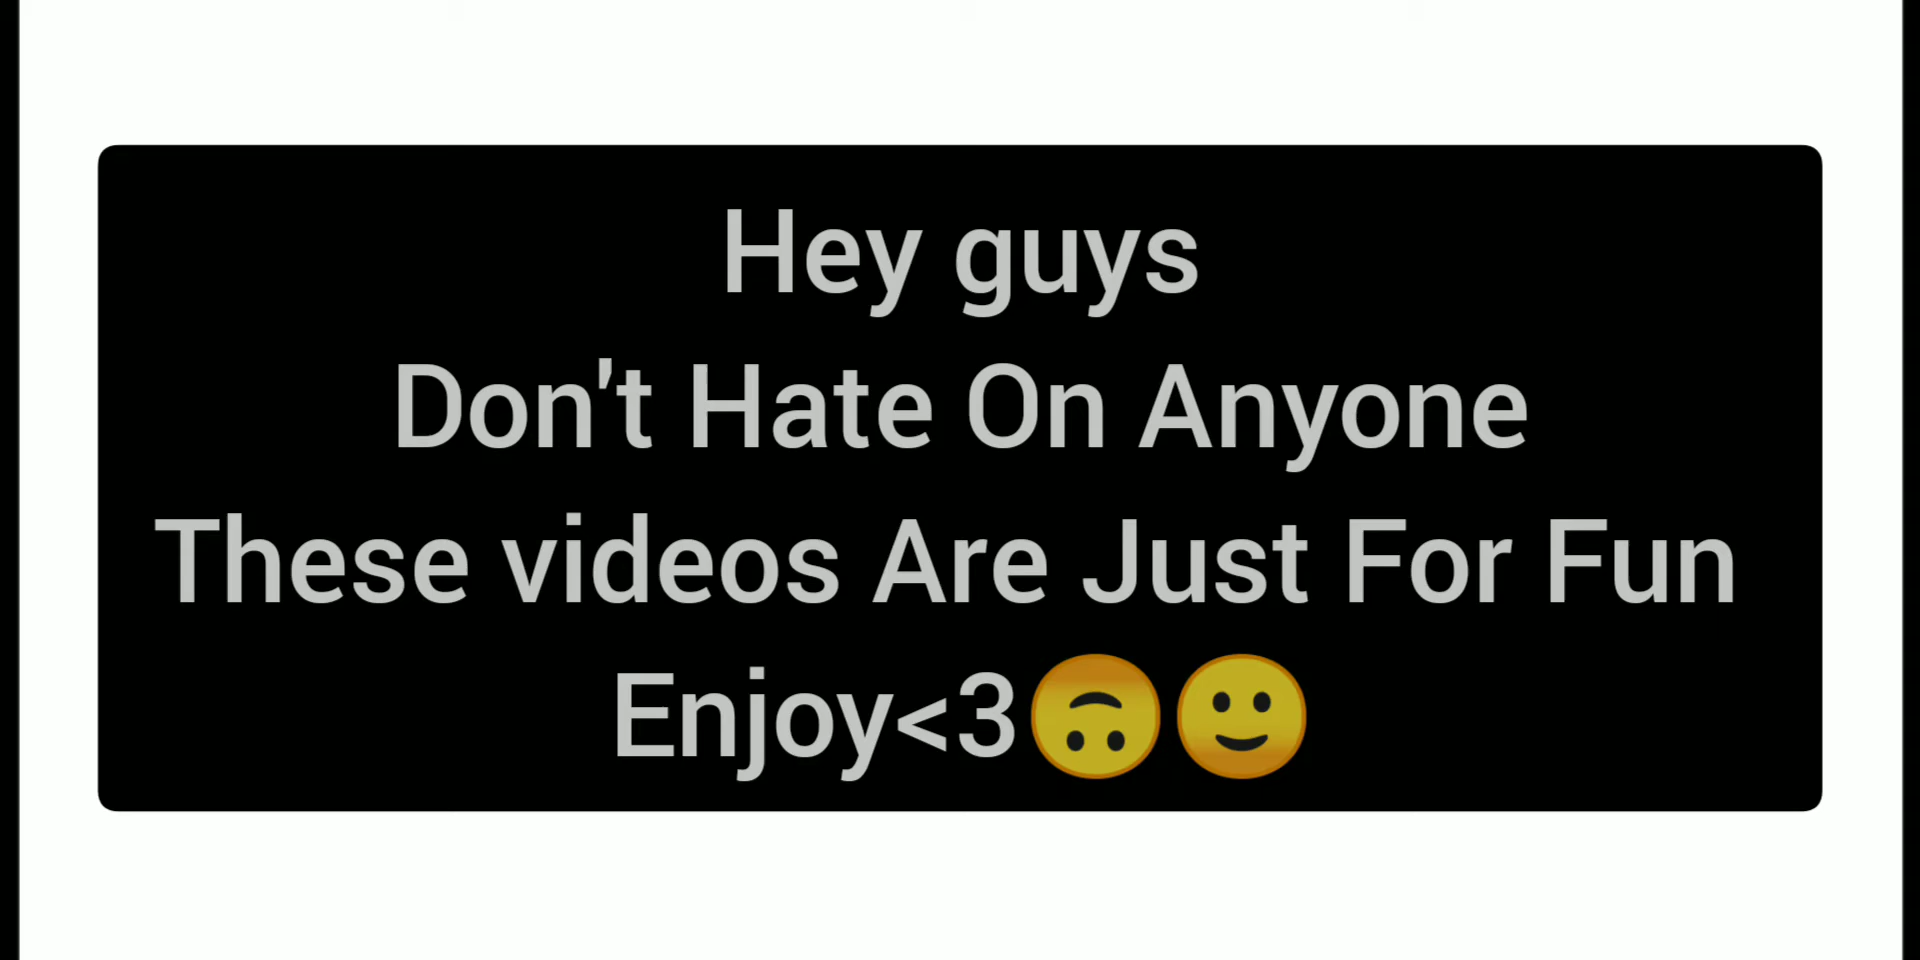 Hey guys
Don't Hate On Anyone
These videos Are Just For Fun
Enjoy<3🙃🙂